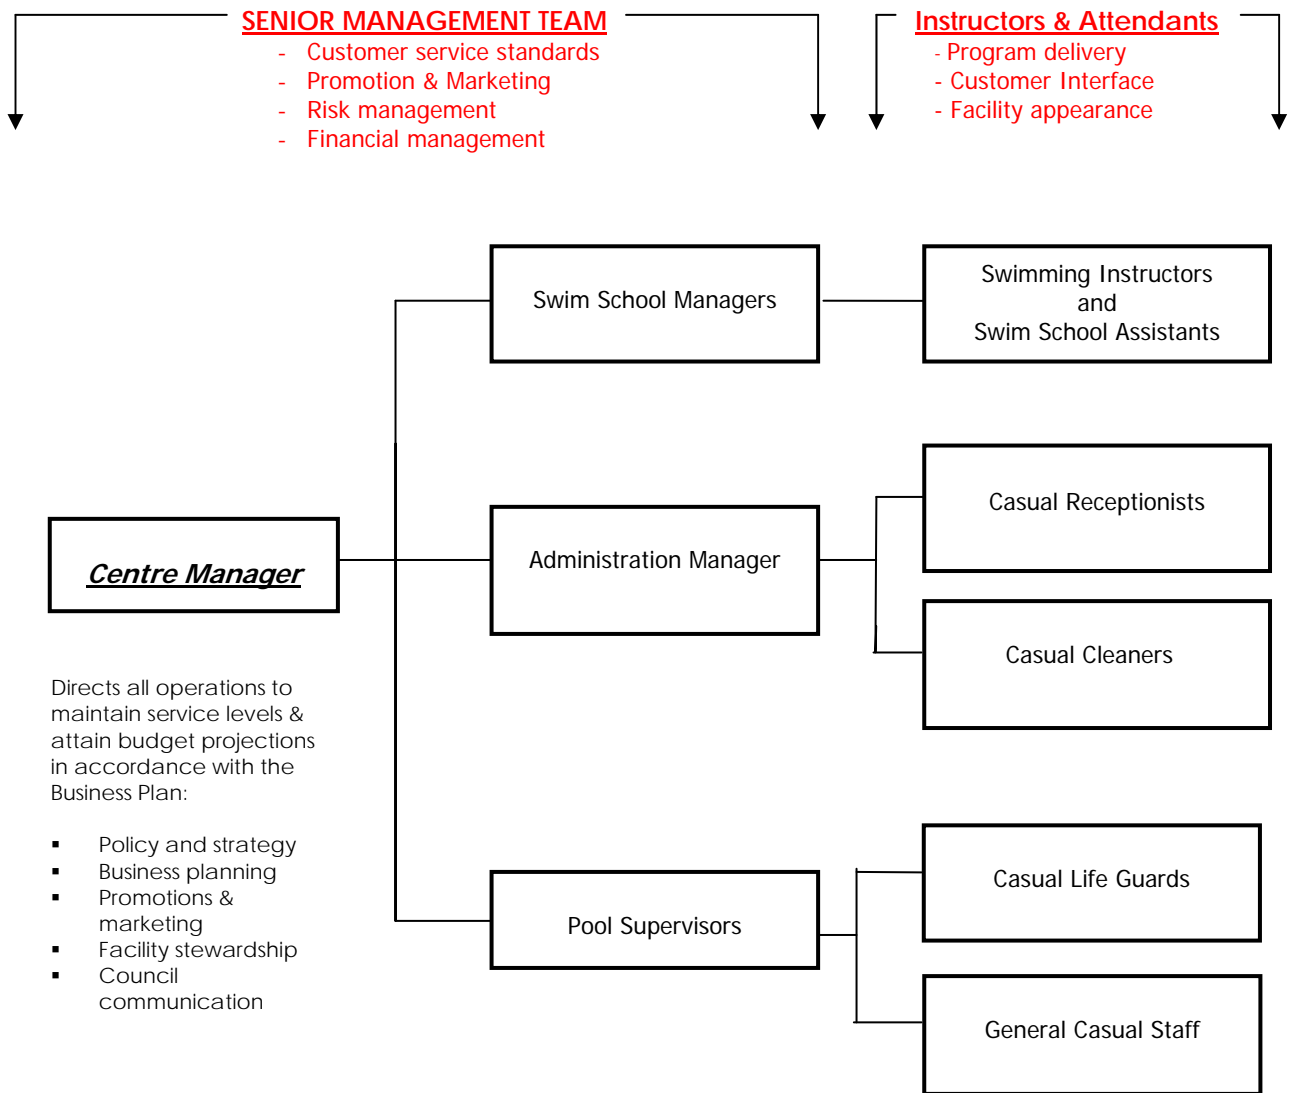 SENIOR MANAGEMENT TEAM
- Customer service standards
- Promotion & Marketing
- Risk management
- Financial management
Instructors & Attendants
- Program delivery
- Customer Interface
- Facility appearance
Swim School Managers
Swimming Instructors
and
Swim School Assistants
Centre Manager
Administration Manager
Casual Receptionists
Casual Cleaners
Directs all operations to
maintain service levels &
attain budget projections
in accordance with the
Business Plan:
▪ Policy and strategy
▪ Business planning
▪ Promotions &
marketing
▪ Facility stewardship
▪ Council
communication
Pool Supervisors
Casual Life Guards
General Casual Staff